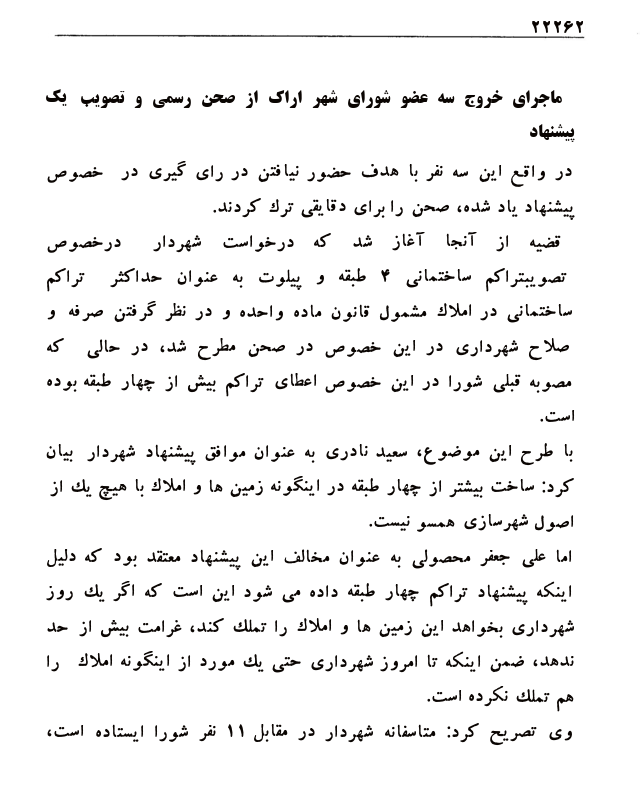 ۲۲۲۶۲
ماجرای خروج سه عضو شورای شهر اراک از صحن رسمی و تصویب یک
پیشنهاد
در واقع این سه نفر با هدف حضور نیافتن در رای گیری در خصوص
پیشنهاد یاد شده، صحن را برای دقایقی ترك کردند.
قضیه از آنجا آغاز شد که درخواست شهردار درخصوص
تصویبتراکم ساختمانی ۴ طبقه و پیلوت به عنوان حداکثر تراکم
ساختمانی در املاك مشمول قانون ماده واحده و در نظر گرفتن صرفه و
صلاح شهرداری در این خصوص در صحن مطرح شد، در حالی که
مصوبه قبلی شورا در این خصوص اعطای تراکم بیش از چهار طبقه بوده
است.
با طرح این موضوع، سعید نادری به عنوان موافق پیشنهاد شهردار بیان
کرد: ساخت بیشتر از چهار طبقه در اینگونه زمین ها و املاك با هیچ یك از
اصول شهرسازی همسو نیست.
اما علی جعفر محصولی به عنوان مخالف این پیشنهاد معتقد بود که دلیل
اینکه پیشنهاد تراکم چهار طبقه داده می شود این است که اگر یك روز
شهرداری بخواهد این زمین ها و املاك را تملك کند، غرامت بیش از حد
ندهد، ضمن اینکه تا امروز شهرداری حتی یك مورد از اینگونه املاك را
هم تملك نکرده است.
وی تصریح کرد: متاسفانه شهردار در مقابل ۱۱ نفر شورا ایستاده است،